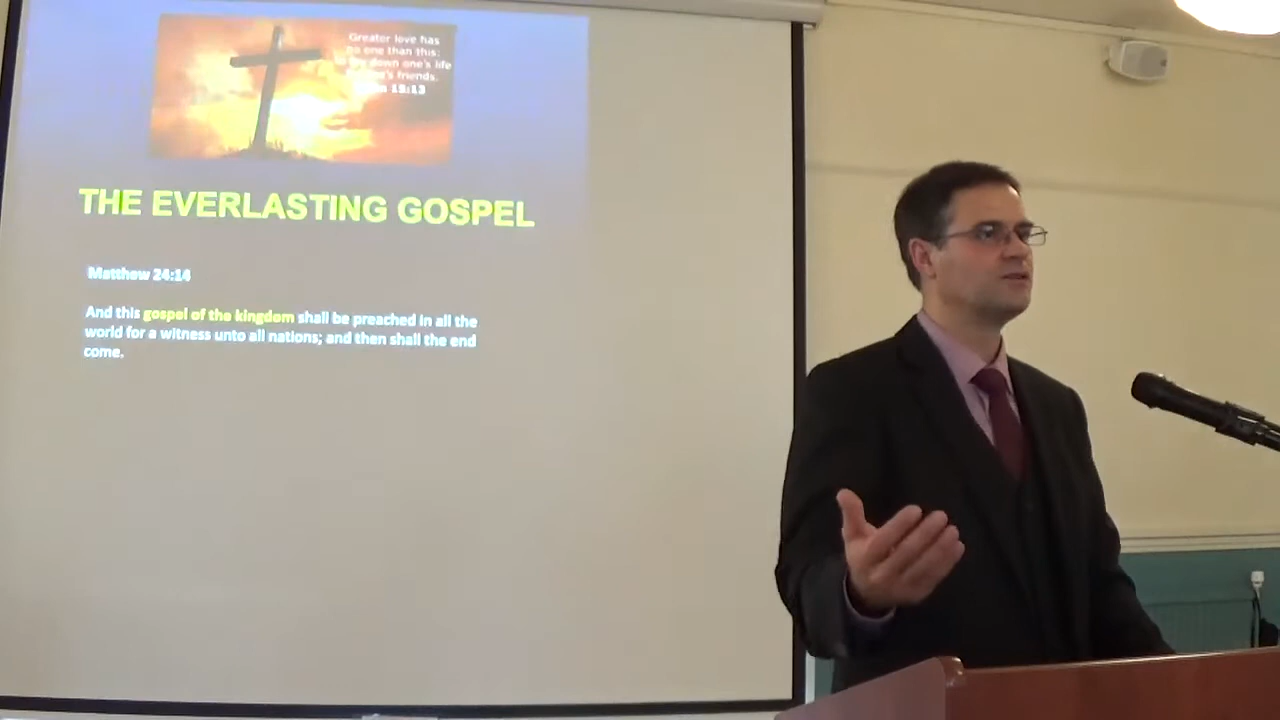 Greater love has
no one than this:
down one's life
friends.
15:13
THE EVERLASTING GOSPEL
Matthew 24:14
And this gospel of the kingdom shall be preached in all the
world for a witness unto all nations; and then shall the end
come.